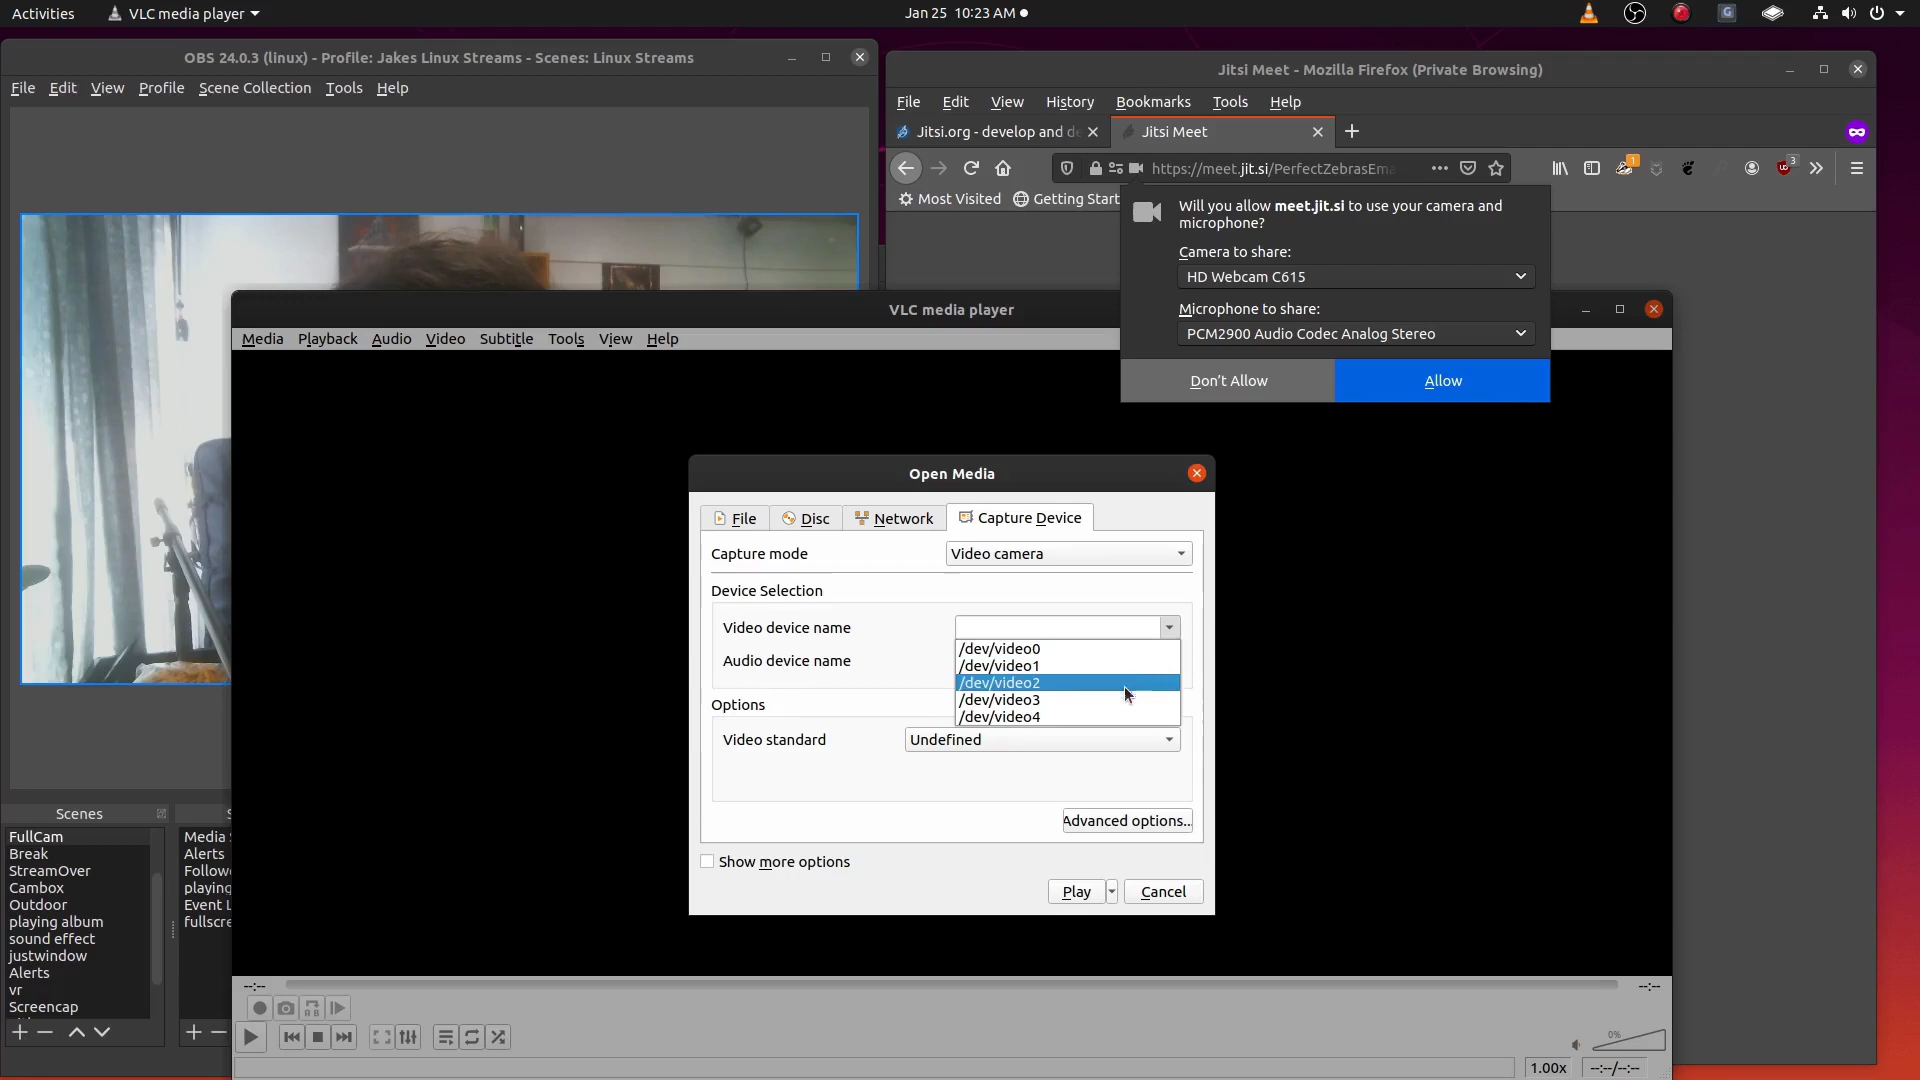 Activities
VLC media player
Jan 25 10:23 AM
OBS 24.0.3 (linux) - Profile: Jakes Linux Streams - Scenes: Linux Streams
File Edit View Profile Scene Collection Tools Help
Jitsi Meet - Mozilla Firefox (Private Browsing)
File Edit View History Bookmarks Tools Help
Jitsi.org - develop and de
Jitsi Meet
https://meet.jit.si/PerfectZebrasEma
1
3
Most Visited
Getting Start
Will you allow meet.jit.si to use your camera and
microphone?
Camera to share:
HD Webcam C615
Microphone to share:
PCM2900 Audio Codec Analog Stereo
Don't Allow
Allow
VLC media player
Media Playback Audio Video Subtitle Tools View Help
Open Media
File
Disc
Network
Capture Device
Capture mode
Video camera
Device Selection
Video device name
/dev/video0
/dev/video1
/dev/video2
/dev/video3
/dev/video4
Audio device name
Options
Video standard
Undefined
Advanced options...
Show more options
Play
Cancel
Scenes
FullCam
Break
StreamOver
Cambox
Outdoor
playing album
sound effect
justwindow
Alerts
vr
Screencap
S
Media S
Alerts
Follow
playing
Event L
fullscre
--:--
--:--
A B
0%
1.00x
--:--/--:--